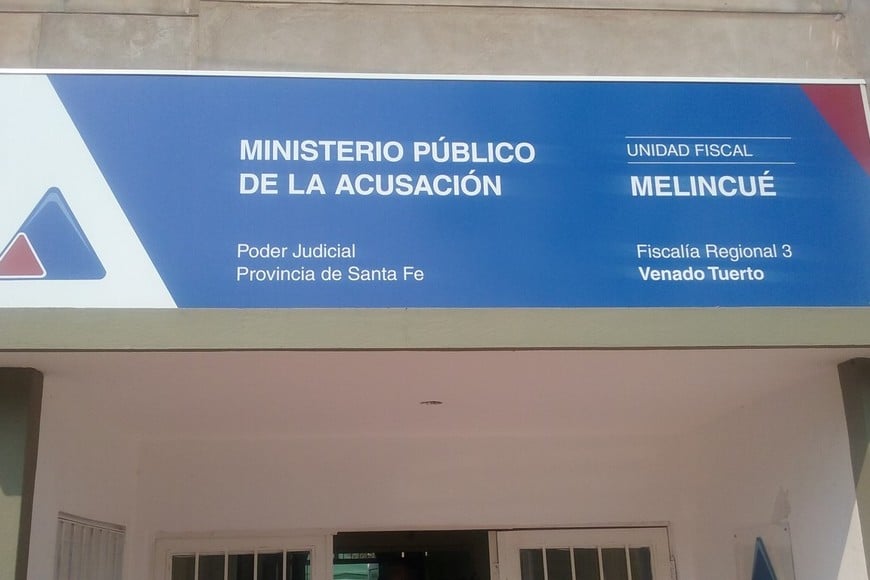 MINISTERIO PÚBLICO
DE LA ACUSACIÓN
Poder Judicial
Provincia de Santa Fe
UNIDAD FISCAL
MELINCUÉ
Fiscalía Regional 3
Venado Tuerto